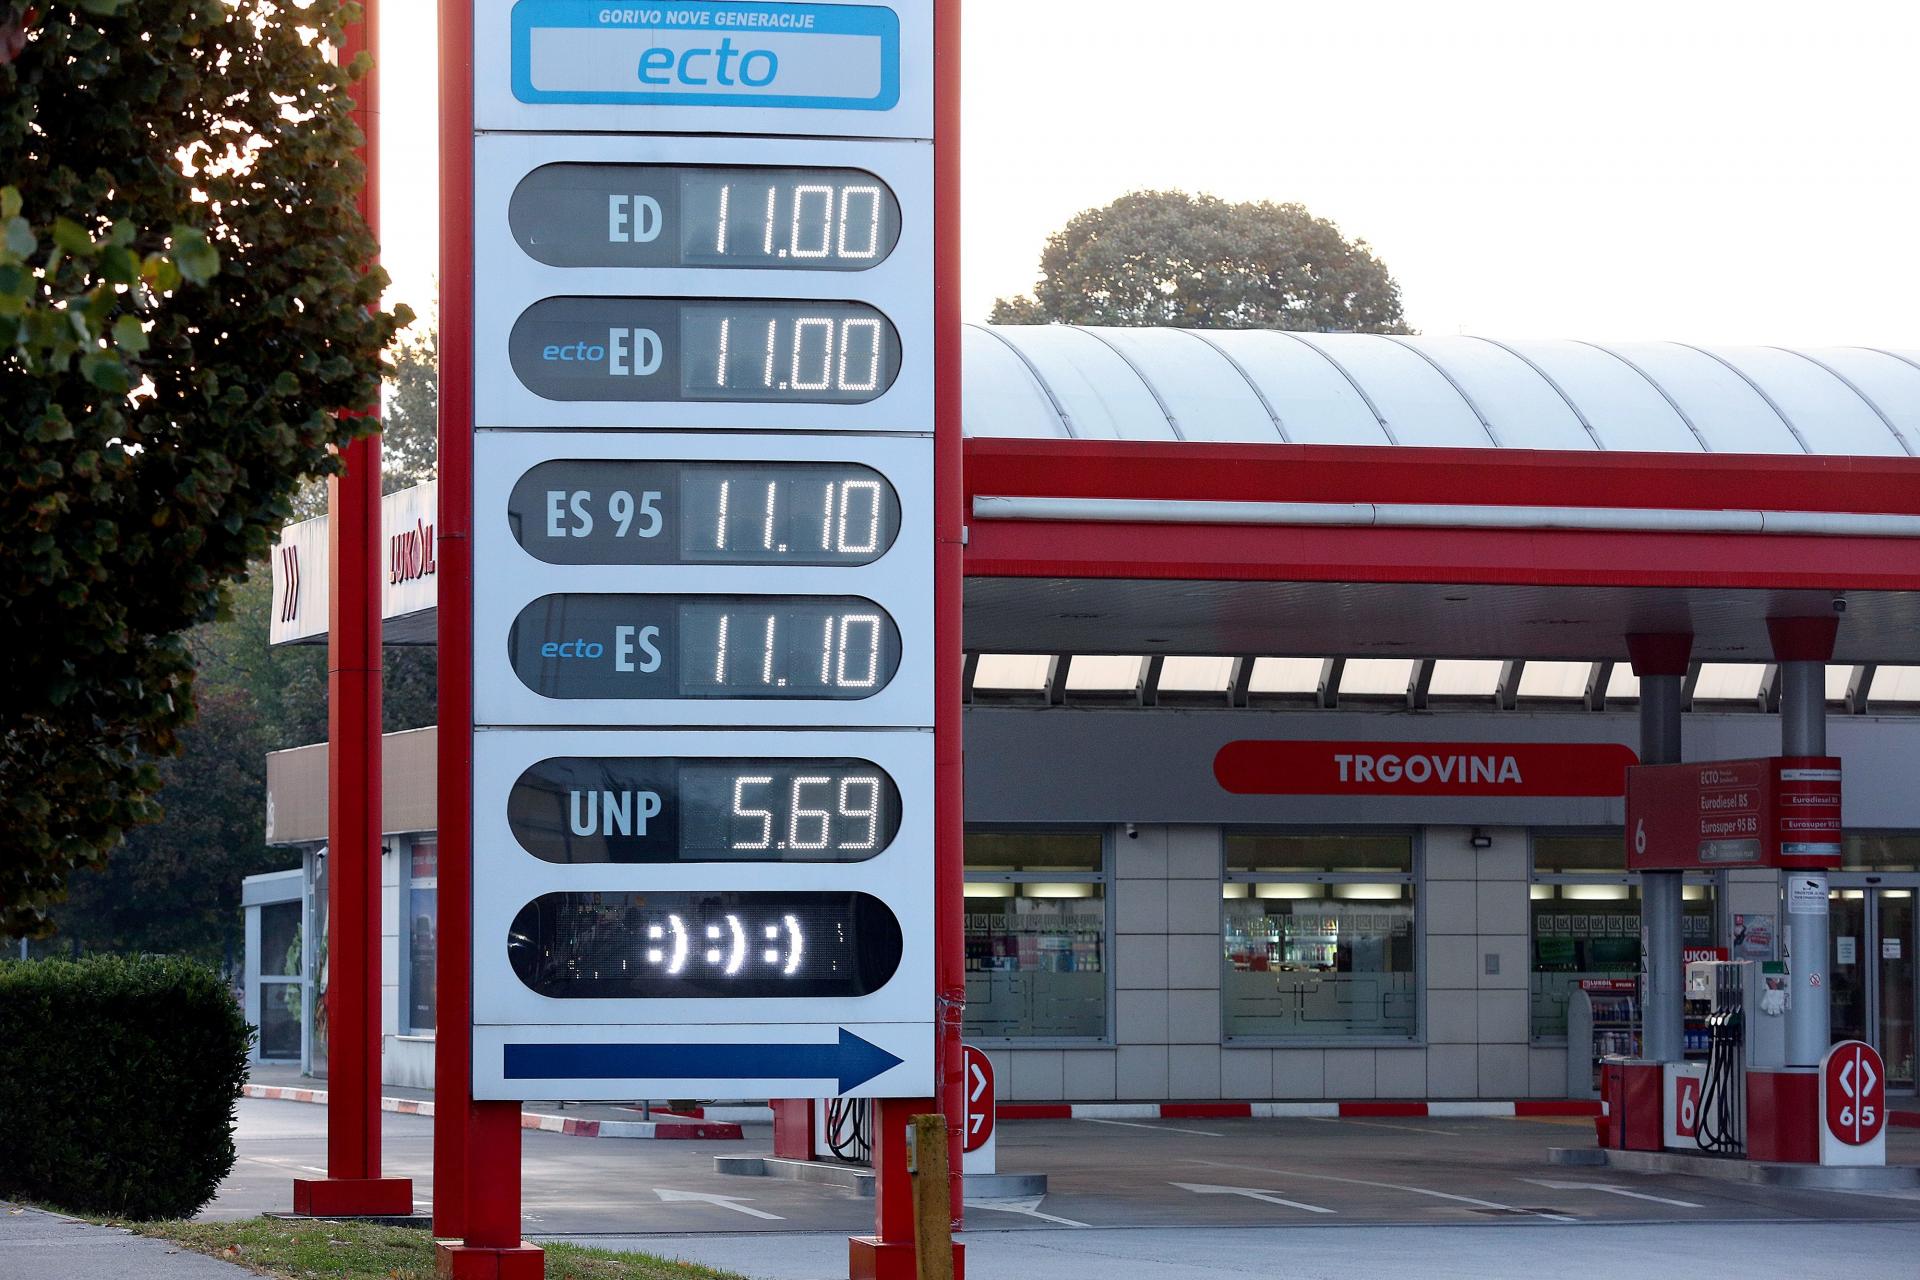 GORIVO NOVE GENERACIJE
ecto
ED 11.00
ecto ED 11.00
ES 95 11.10
ecto ES 11.10
UNP 5.69
:) :) :)
LUKOIL
TRGOVINA
6
ECTO
Eurodiesel BS
Eurosuper 95 BS
Eurodiesel BS
Eurosuper 95 BS
LUKOIL
LUKOIL
6
7
6 5